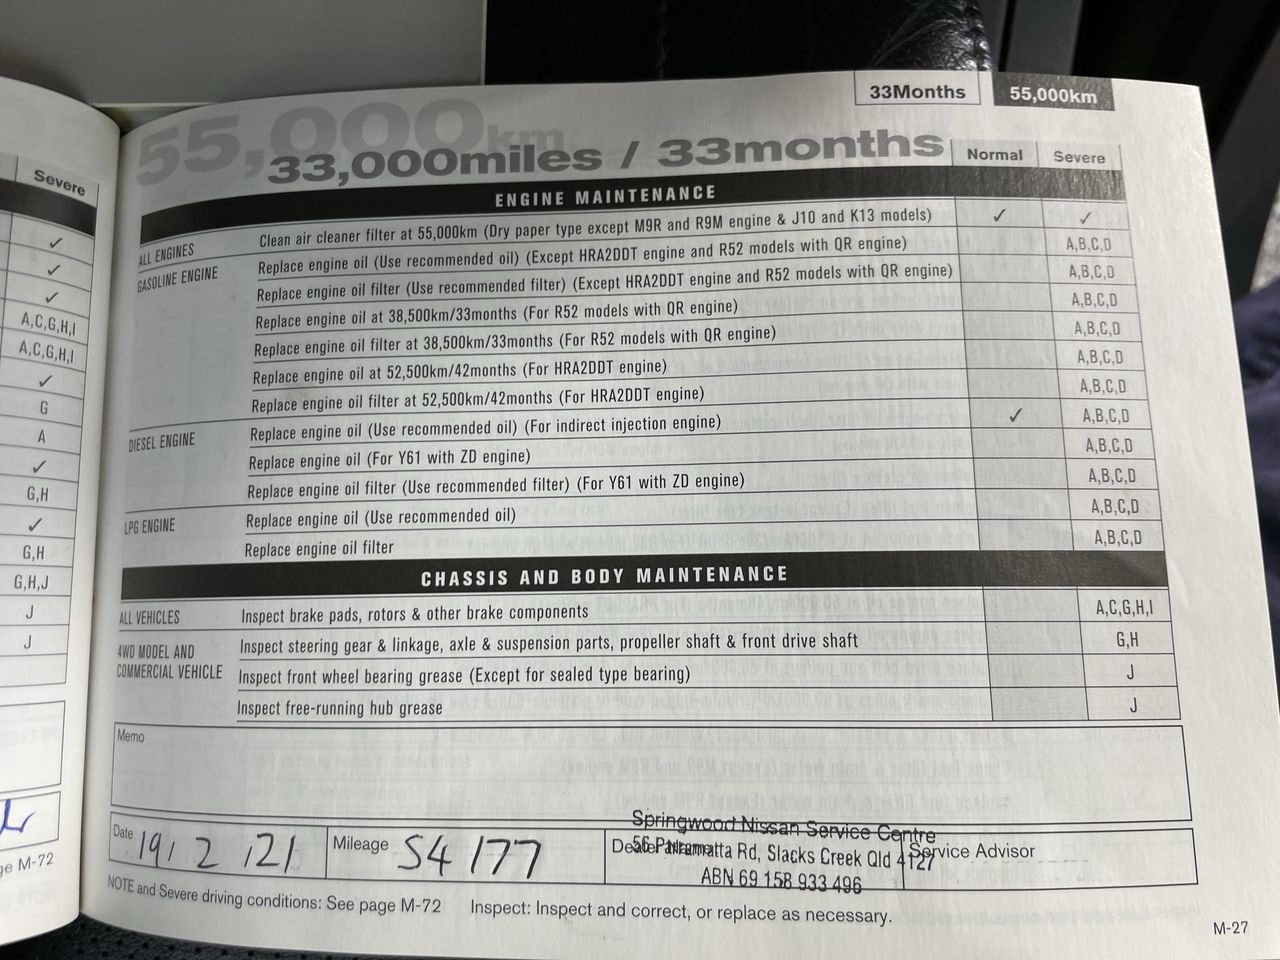 Severe
✓
✓
✓
A,C,G,H,I
A,C,G,H,I
✓
G
A
✓
G,H
✓
G,H
G,H,J
J
J
ge M-72
33Months 55,000km
55,000km
33,000miles / 33months Normal Severe
ENGINE MAINTENANCE
ALL ENGINES Clean air cleaner filter at 55,000km (Dry paper type except M9R and R9M engine & J10 and K13 models) ✓ ✓
GASOLINE ENGINE Replace engine oil (Use recommended oil) (Except HRA2DDT engine and R52 models with QR engine) A,B,C,D
Replace engine oil filter (Use recommended filter) (Except HRA2DDT engine and R52 models with QR engine) A,B,C,D
Replace engine oil at 38,500km/33months (For R52 models with QR engine) A,B,C,D
Replace engine oil filter at 38,500km/33months (For R52 models with QR engine) A,B,C,D
Replace engine oil at 52,500km/42months (For HRA2DDT engine) A,B,C,D
Replace engine oil filter at 52,500km/42months (For HRA2DDT engine) A,B,C,D
DIESEL ENGINE Replace engine oil (Use recommended oil) (For indirect injection engine) ✓ A,B,C,D
Replace engine oil (For Y61 with ZD engine) A,B,C,D
Replace engine oil filter (Use recommended filter) (For Y61 with ZD engine) A,B,C,D
LPG ENGINE Replace engine oil (Use recommended oil) A,B,C,D
Replace engine oil filter A,B,C,D
CHASSIS AND BODY MAINTENANCE
ALL VEHICLES Inspect brake pads, rotors & other brake components A,C,G,H,I
4WD MODEL AND Inspect steering gear & linkage, axle & suspension parts, propeller shaft & front drive shaft G,H
COMMERCIAL VEHICLE Inspect front wheel bearing grease (Except for sealed type bearing) J
Inspect free-running hub grease J
Memo
Springwood Nissan Service Centre
Date 19/2/21 Mileage 54177 Dealer Name Service Advisor
56 Parramatta Rd, Slacks Creek Qld 4127
ABN 69 158 933 496
NOTE and Severe driving conditions: See page M-72 Inspect: Inspect and correct, or replace as necessary.
M-27